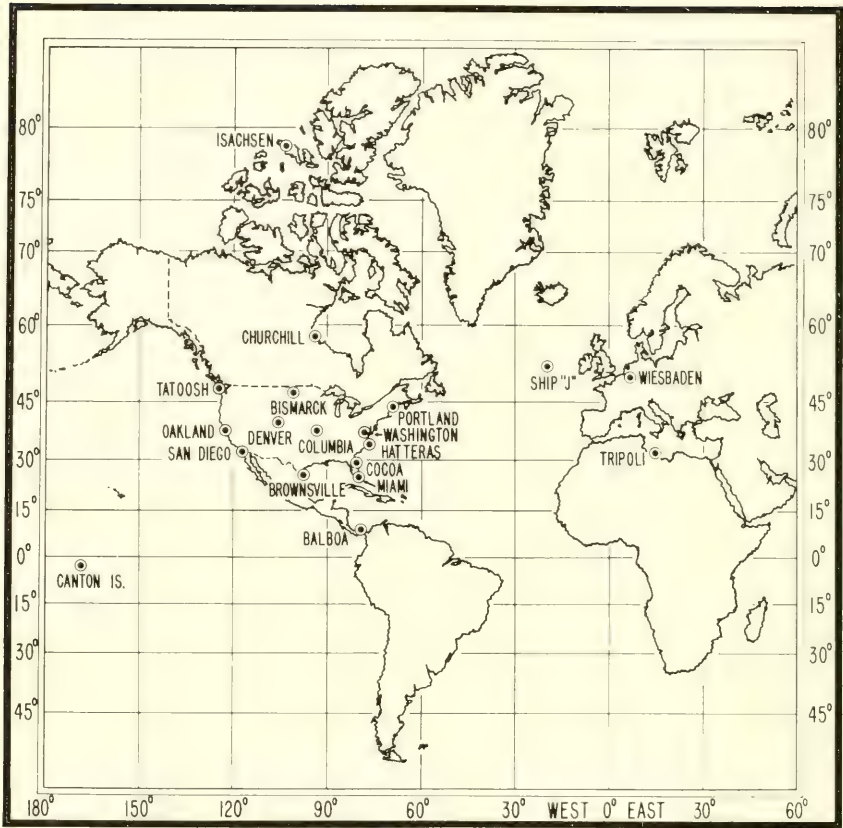 80° 80°
ISACHSEN
75° 75°
70° 70°
60° 60°
CHURCHILL
SHIP "J" WIESBADEN
TATOOSH
45° 45°
BISMARCK PORTLAND
OAKLAND DENVER COLUMBIA WASHINGTON
HATTERAS
SAN DIEGO TRIPOLI
30° 30°
COCOA
BROWNSVILLE MIAMI
15° 15°
BALBOA
0° 0°
CANTON IS.
15° 15°
30° 30°
45° 45°
180° 150° 120° 90° 60° 30° WEST 0° EAST 30° 60°